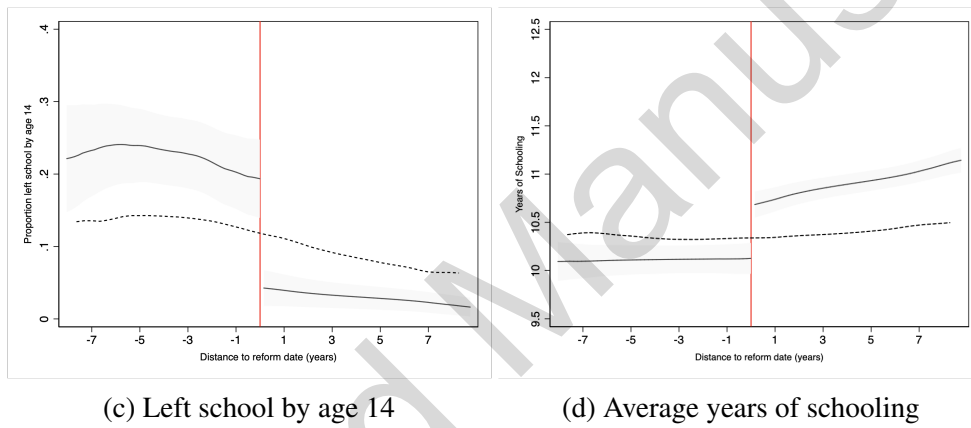 .4
.3
.2
.1
0
Proportion left school by age 14
-7 -5 -3 -1 1 3 5 7
Distance to reform date (years)
(c) Left school by age 14
12.5
12
11.5
11
10.5
10
9.5
Years of Schooling
-7 -5 -3 -1 1 3 5 7
Distance to reform date (years)
(d) Average years of schooling
d Manus